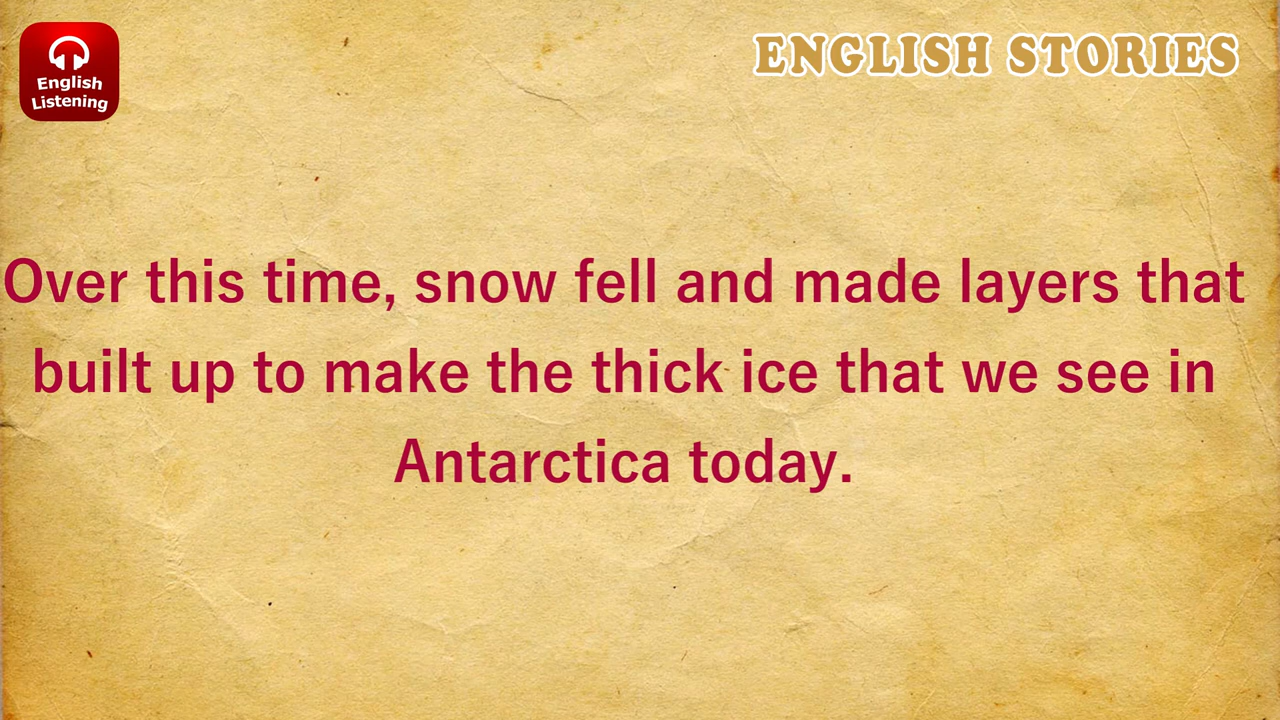 English
Listening
ENGLISH STORIES
Over this time, snow fell and made layers that
built up to make the thick ice that we see in
Antarctica today.